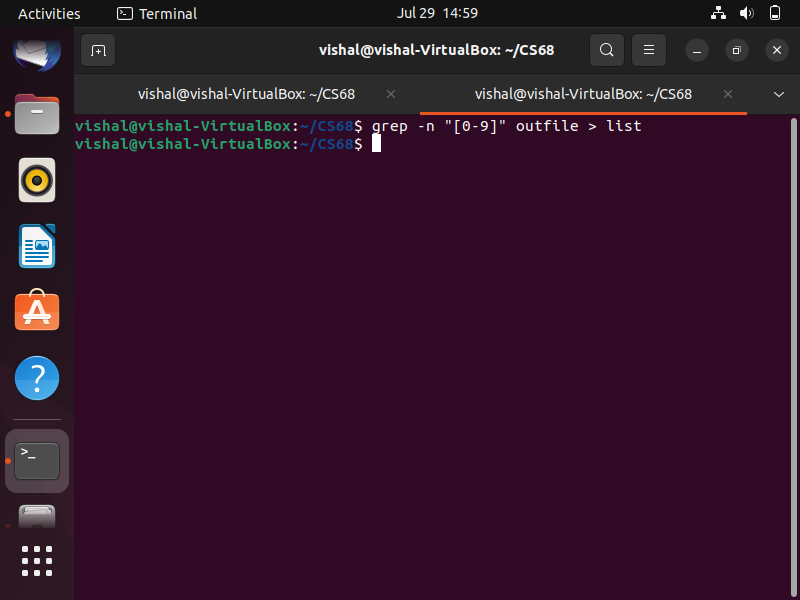 Activities Terminal Jul 29 14:59
vishal@vishal-VirtualBox: ~/CS68
vishal@vishal-VirtualBox: ~/CS68 vishal@vishal-VirtualBox: ~/CS68
vishal@vishal-VirtualBox:~/CS68$ grep -n "[0-9]" outfile > list
vishal@vishal-VirtualBox:~/CS68$